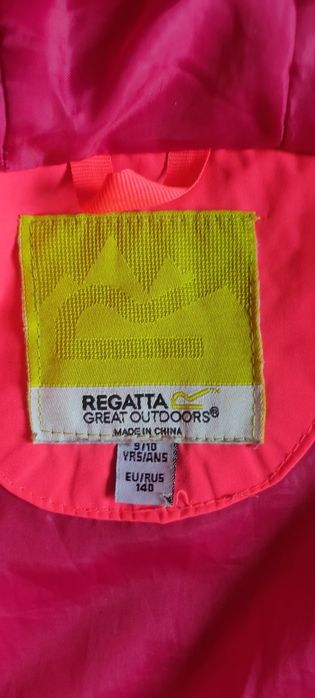 REGATTA
GREAT OUTDOORS®
MADE IN CHINA
9/10
YRS/ANS
EU/RUS
140